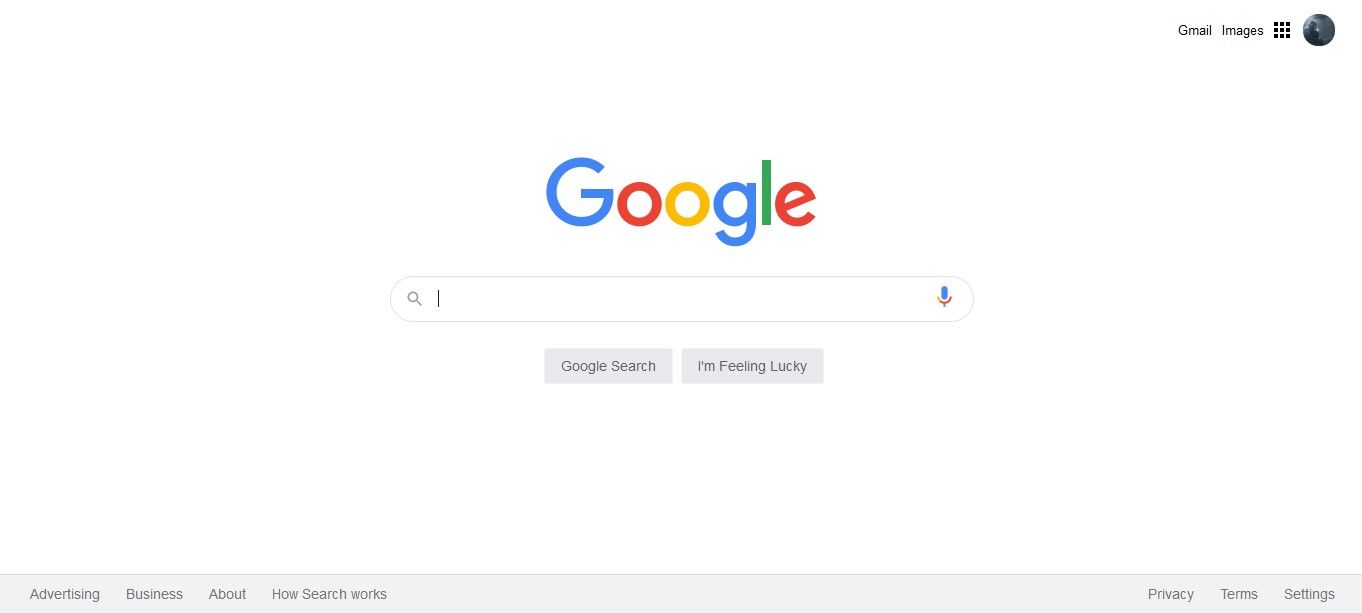 Gmail Images
Google
Google Search I'm Feeling Lucky
Advertising Business About How Search works Privacy Terms Settings